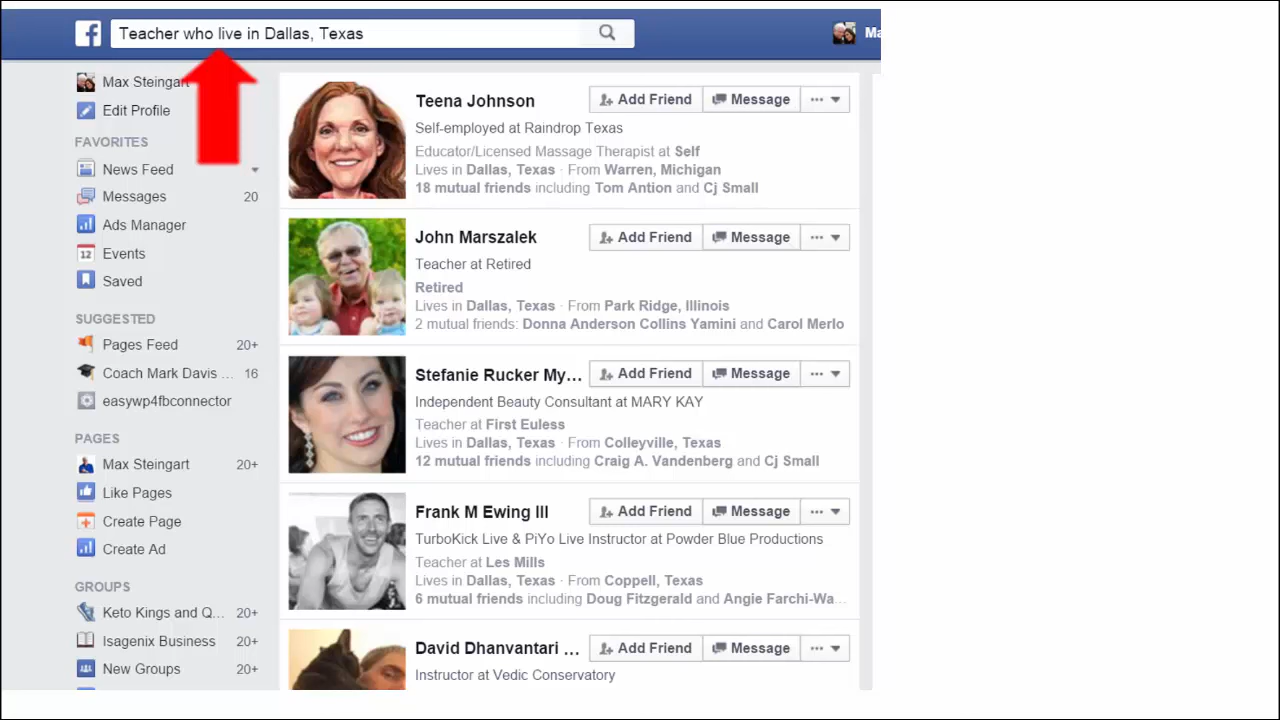 Teacher who live in Dallas, Texas
Ma
Max Steingart
Edit Profile
FAVORITES
News Feed
Messages 20
Ads Manager
12 Events
Saved
SUGGESTED
Pages Feed 20+
Coach Mark Davis ... 16
easywp4fbconnector
PAGES
Max Steingart 20+
Like Pages
Create Page
Create Ad
GROUPS
Keto Kings and Q... 20+
Isagenix Business 20+
New Groups 20+
Teena Johnson Add Friend Message ...
Self-employed at Raindrop Texas
Educator/Licensed Massage Therapist at Self
Lives in Dallas, Texas · From Warren, Michigan
18 mutual friends including Tom Antion and Cj Small
John Marszalek Add Friend Message ...
Teacher at Retired
Retired
Lives in Dallas, Texas · From Park Ridge, Illinois
2 mutual friends: Donna Anderson Collins Yamini and Carol Merlo
Stefanie Rucker My... Add Friend Message ...
Independent Beauty Consultant at MARY KAY
Teacher at First Euless
Lives in Dallas, Texas · From Colleyville, Texas
12 mutual friends including Craig A. Vandenberg and Cj Small
Frank M Ewing III Add Friend Message ...
TurboKick Live & PiYo Live Instructor at Powder Blue Productions
Teacher at Les Mills
Lives in Dallas, Texas · From Coppell, Texas
6 mutual friends including Doug Fitzgerald and Angie Farchi-Wa...
David Dhanvantari ... Add Friend Message ...
Instructor at Vedic Conservatory